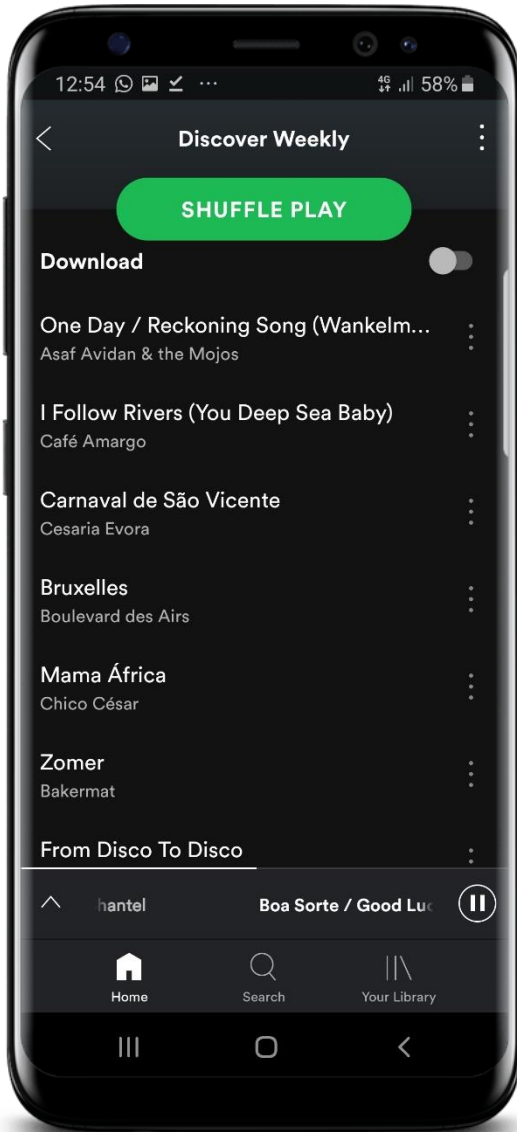 12:54 ... 4G 58%
Discover Weekly
SHUFFLE PLAY
Download
One Day / Reckoning Song (Wankelm...
Asaf Avidan & the Mojos
I Follow Rivers (You Deep Sea Baby)
Café Amargo
Carnaval de São Vicente
Cesaria Evora
Bruxelles
Boulevard des Airs
Mama África
Chico César
Zomer
Bakermat
From Disco To Disco
hantel Boa Sorte / Good Luc
Home Search Your Library